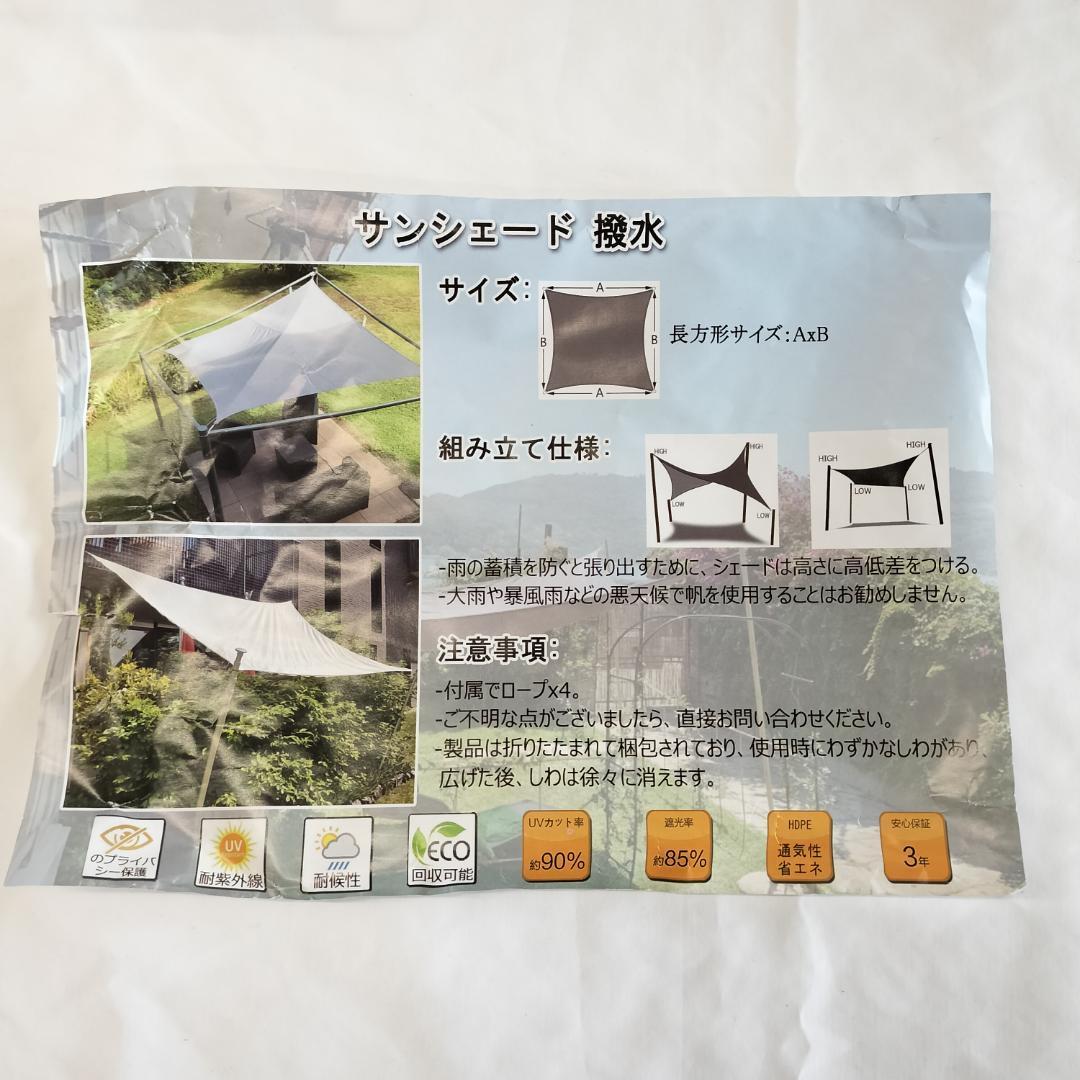 サンシェード 撥水
サイズ:
A
B
B
A
長方形サイズ:AxB
組み立て仕様:
HIGH
HIGH
LOW
LOW
HIGH
HIGH
LOW
LOW
-雨の蓄積を防ぐと張り出すために、シェードは高さに高低差をつける。
-大雨や暴風雨などの悪天候で帆を使用することはお勧めしません。
注意事項:
-付属でロープx4。
-ご不明な点がございましたら、直接お問い合わせください。
-製品は折りたたまれて梱包されており、使用時にわずかなしわがあり、
広げた後、しわは徐々に消えます。
のプライバ
シー保護
UV
耐紫外線
耐候性
ECO
回収可能
UVカット率
約90%
遮光率
約85%
HDPE
通気性
省エネ
安心保証
3年